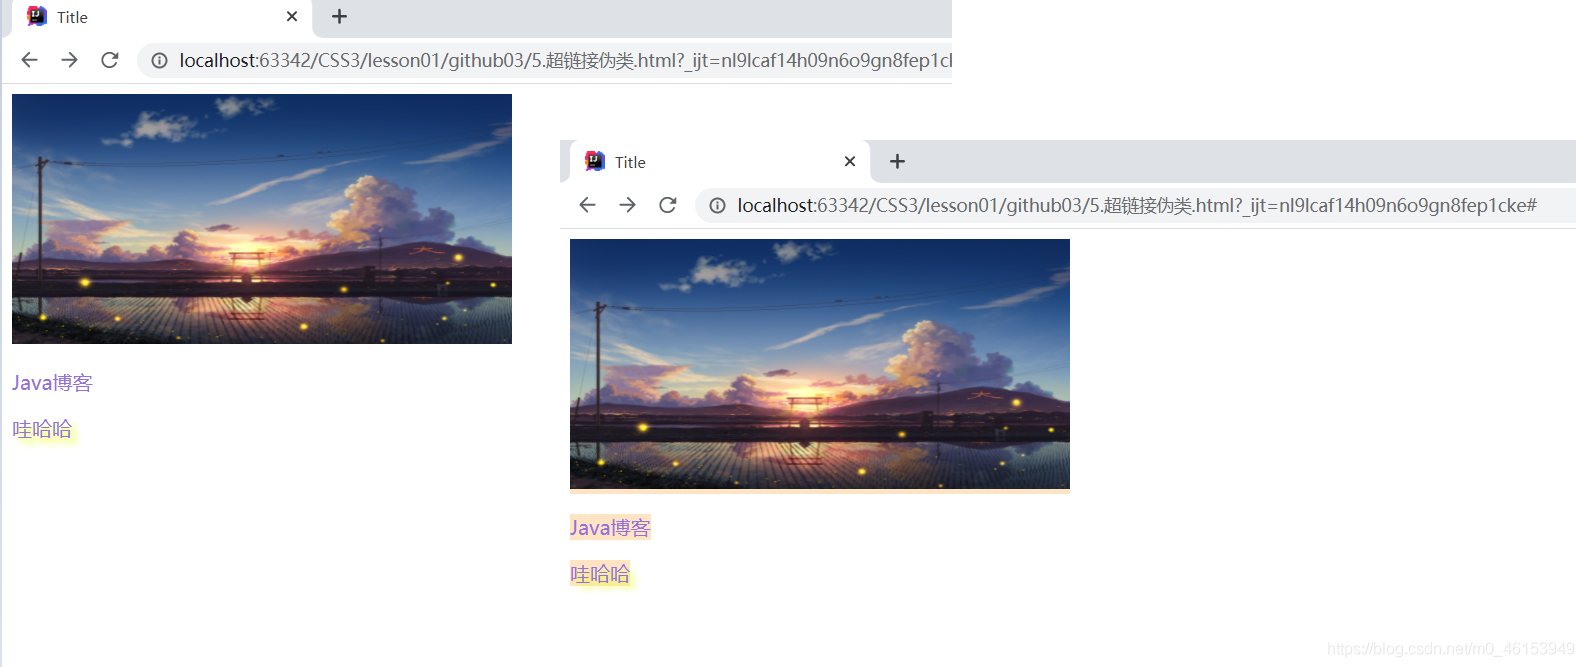 Title
localhost:63342/CSS3/lesson01/github03/5.超链接伪类.html?_ijt=nl9lcaf14h09n6o9gn8fep1cl
Java博客
哇哈哈
Title
localhost:63342/CSS3/lesson01/github03/5.超链接伪类.html?_ijt=nl9lcaf14h09n6o9gn8fep1cke#
Java博客
哇哈哈
https://blog.csdn.net/m0_46153949